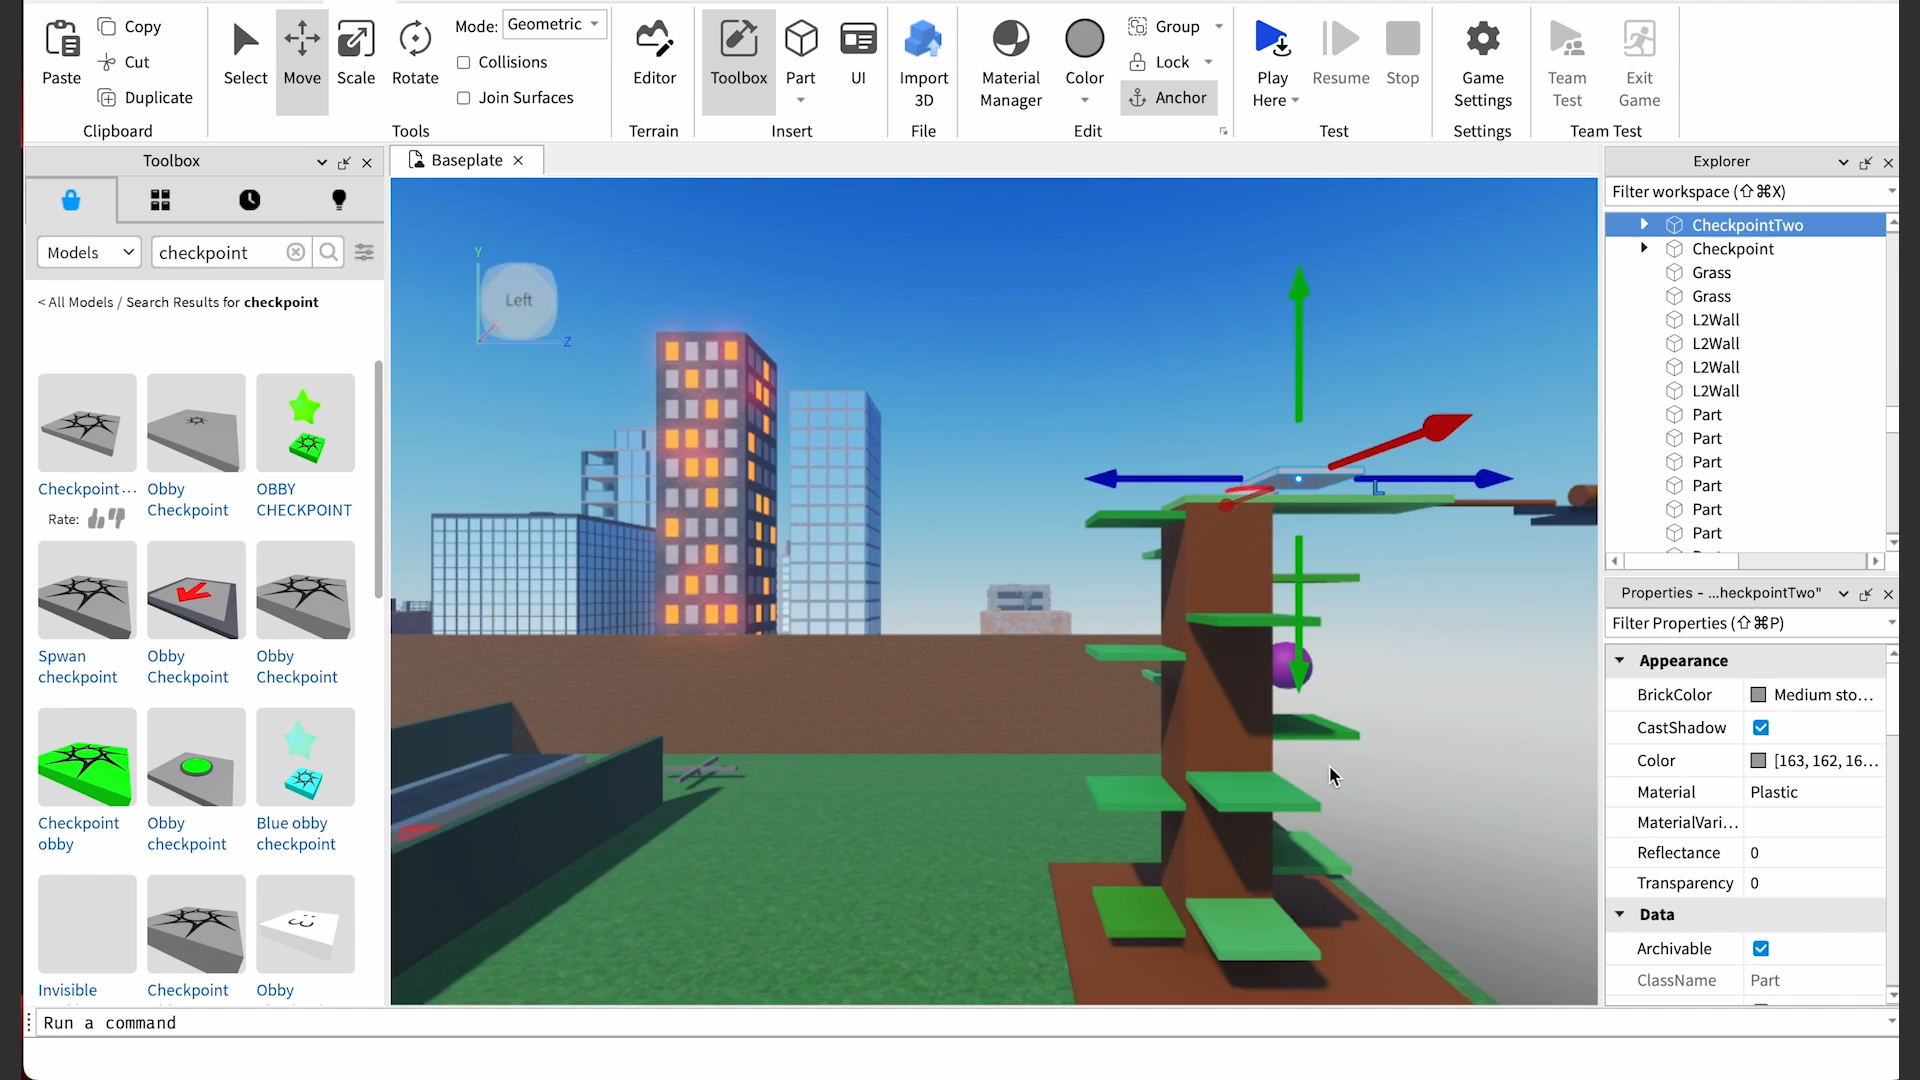 Paste
Copy
Cut
Duplicate
Clipboard
Select
Move
Scale
Rotate
Mode: Geometric
Collisions
Join Surfaces
Tools
Editor
Terrain
Toolbox
Part
UI
Insert
Import
3D
File
Material
Manager
Color
Group
Lock
Anchor
Edit
Play
Here
Resume
Stop
Test
Game
Settings
Settings
Team
Test
Exit
Game
Team Test
Toolbox
Models
checkpoint
< All Models / Search Results for checkpoint
Checkpoint...
Rate:
Obby
Checkpoint
OBBY
CHECKPOINT
Spwan
checkpoint
Obby
Checkpoint
Obby
Checkpoint
Checkpoint
obby
Obby
checkpoint
Blue obby
checkpoint
Invisible
Checkpoint
Obby
Baseplate
Y
Left
Z
L
Explorer
Filter workspace (⇧⌘X)
CheckpointTwo
Checkpoint
Grass
Grass
L2Wall
L2Wall
L2Wall
L2Wall
Part
Part
Part
Part
Part
Part
Properties - ...heckpointTwo"
Filter Properties (⇧⌘P)
Appearance
BrickColor Medium sto...
CastShadow
Color [163, 162, 16...
Material Plastic
MaterialVari...
Reflectance 0
Transparency 0
Data
Archivable
ClassName Part
Run a command